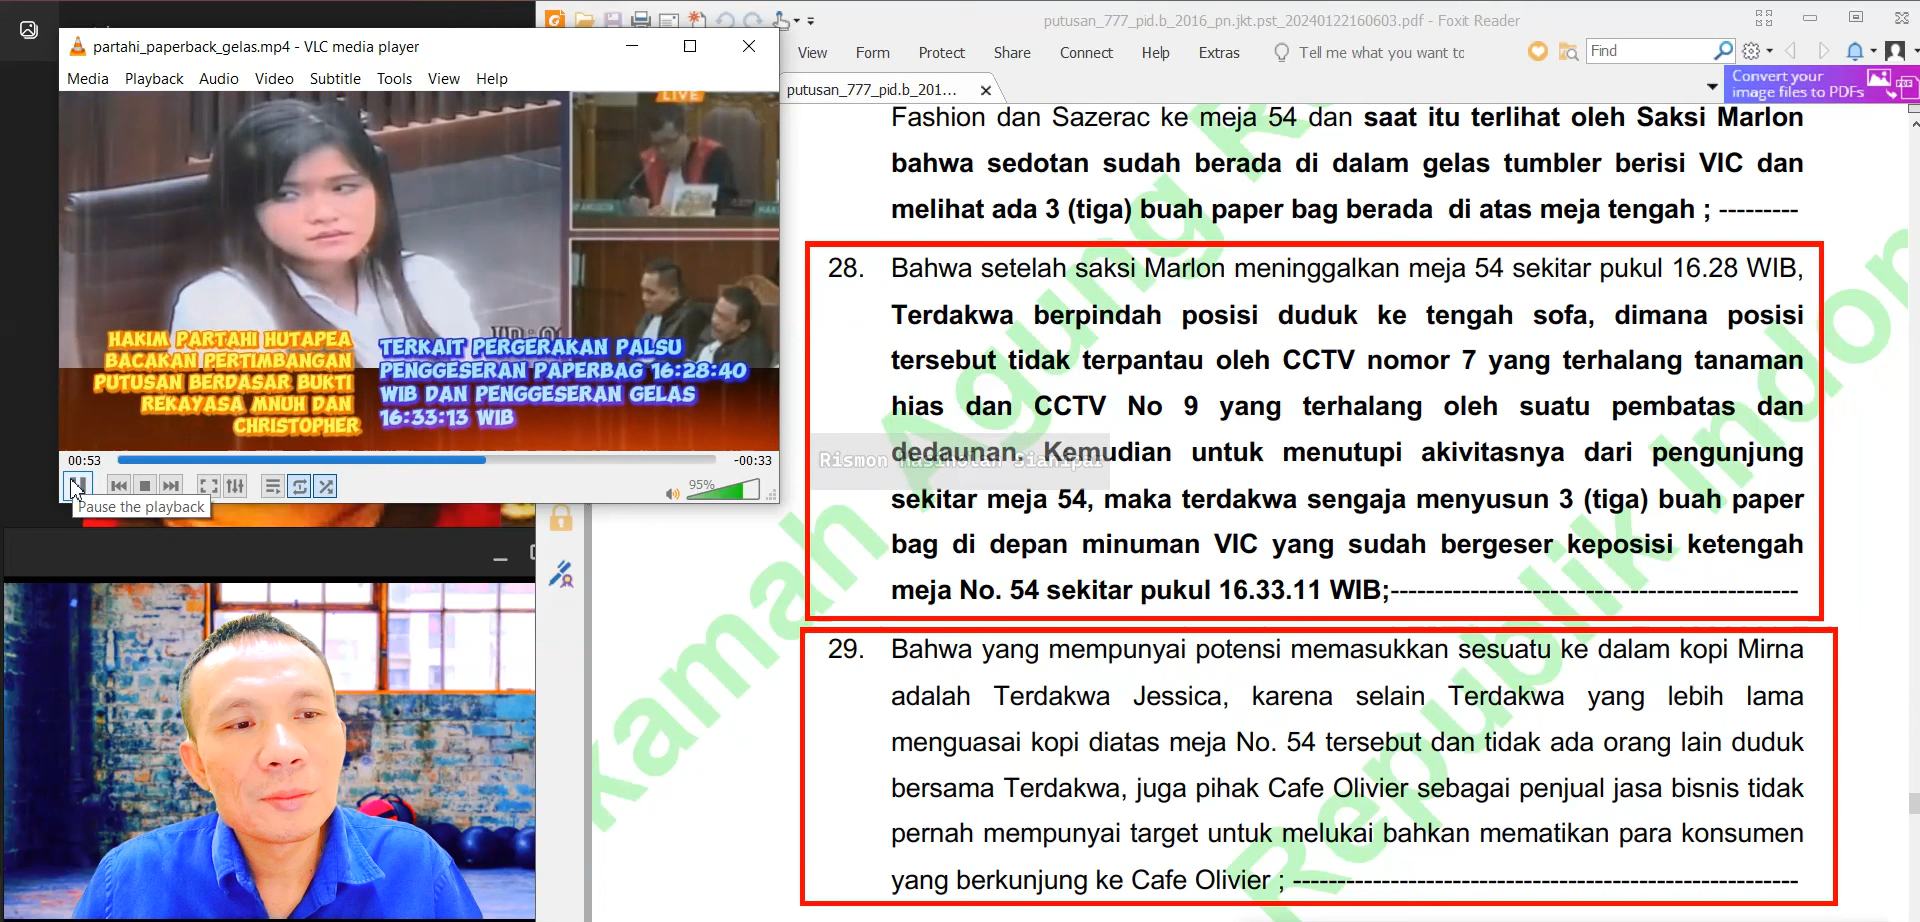 putusan_777_pid.b_2016_pn.jkt.pst_20240122160603.pdf - Foxit Reader
partahi_paperback_gelas.mp4 - VLC media player
View Form Protect Share Connect Help Extras Tell me what you want to Find
Media Playback Audio Video Subtitle Tools View Help
putusan_777_pid.b_201...
Convert your
image files to PDFs
LIVE
HAKIM PARTAHI HUTAPEA
BACAKAN PERTIMBANGAN
PUTUSAN BERDASAR BUKTI
REKAYASA MNUH DAN
CHRISTOPHER
TERKAIT PERGERAKAN PALSU
PENGGESERAN PAPERBAG 16:28:40
WIB DAN PENGGESERAN GELAS
16:33:13 WIB
00:53
-00:33
95%
Pause the playback
Fashion dan Sazerac ke meja 54 dan saat itu terlihat oleh Saksi Marlon
bahwa sedotan sudah berada di dalam gelas tumbler berisi VIC dan
melihat ada 3 (tiga) buah paper bag berada di atas meja tengah ; ---------
28. Bahwa setelah saksi Marlon meninggalkan meja 54 sekitar pukul 16.28 WIB,
Terdakwa berpindah posisi duduk ke tengah sofa, dimana posisi
tersebut tidak terpantau oleh CCTV nomor 7 yang terhalang tanaman
hias dan CCTV No 9 yang terhalang oleh suatu pembatas dan
dedaunan. Kemudian untuk menutupi akivitasnya dari pengunjung
sekitar meja 54, maka terdakwa sengaja menyusun 3 (tiga) buah paper
bag di depan minuman VIC yang sudah bergeser keposisi ketengah
meja No. 54 sekitar pukul 16.33.11 WIB;-----------------------------------------------
29. Bahwa yang mempunyai potensi memasukkan sesuatu ke dalam kopi Mirna
adalah Terdakwa Jessica, karena selain Terdakwa yang lebih lama
menguasai kopi diatas meja No. 54 tersebut dan tidak ada orang lain duduk
bersama Terdakwa, juga pihak Cafe Olivier sebagai penjual jasa bisnis tidak
pernah mempunyai target untuk melukai bahkan mematikan para konsumen
yang berkunjung ke Cafe Olivier ; ----------------------------------------------------------
Rismon Hasiholan Sianipar
kamah Agung R
Republik Indon